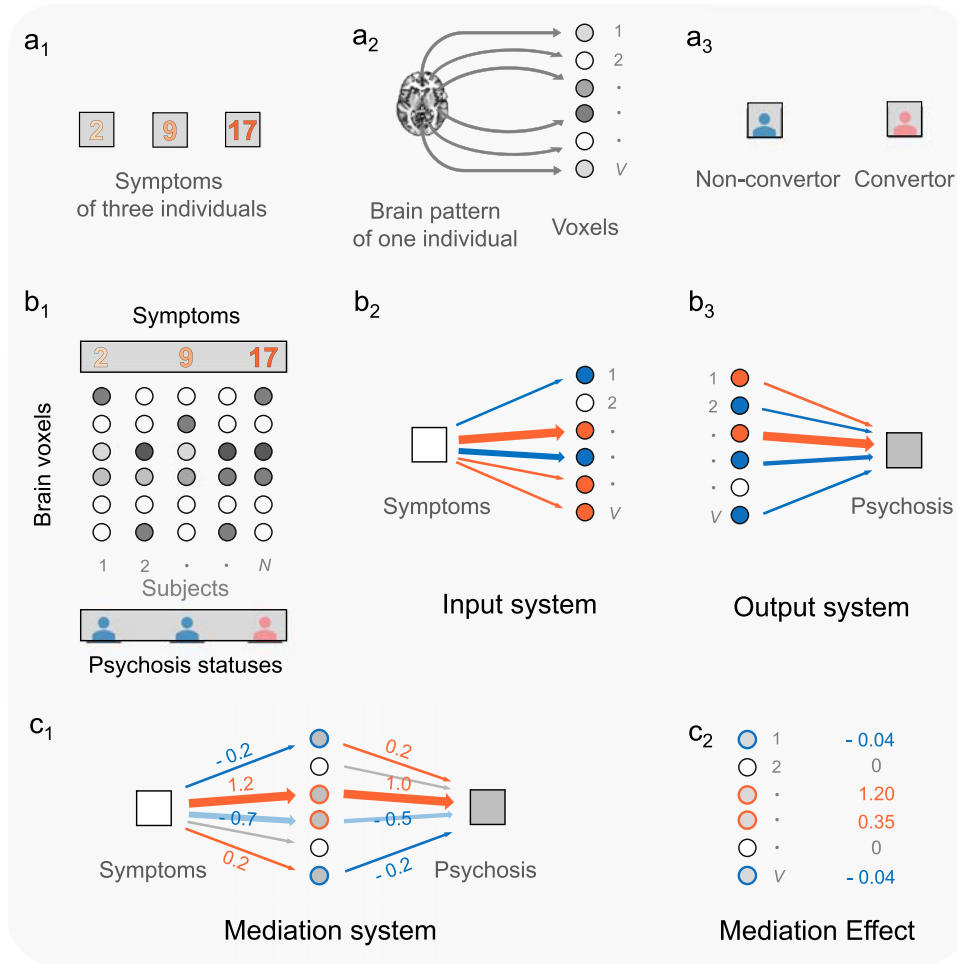 a1
2 9 17
Symptoms
of three individuals
a2
1
2
·
·
·
V
Brain pattern
of one individual
Voxels
a3
Non-convertor
Convertor
b1
Symptoms
2 9 17
Brain voxels
1 2 · · N
Subjects
Psychosis statuses
b2
1
2
·
·
·
V
Symptoms
Input system
b3
1
2
·
·
·
V
Psychosis
Output system
c1
- 0.2
1.2
- 0.7
0.2
0.2
1.0
- 0.5
- 0.2
Symptoms
Psychosis
Mediation system
c2
1 - 0.04
2 0
· 1.20
· 0.35
· 0
V - 0.04
Mediation Effect